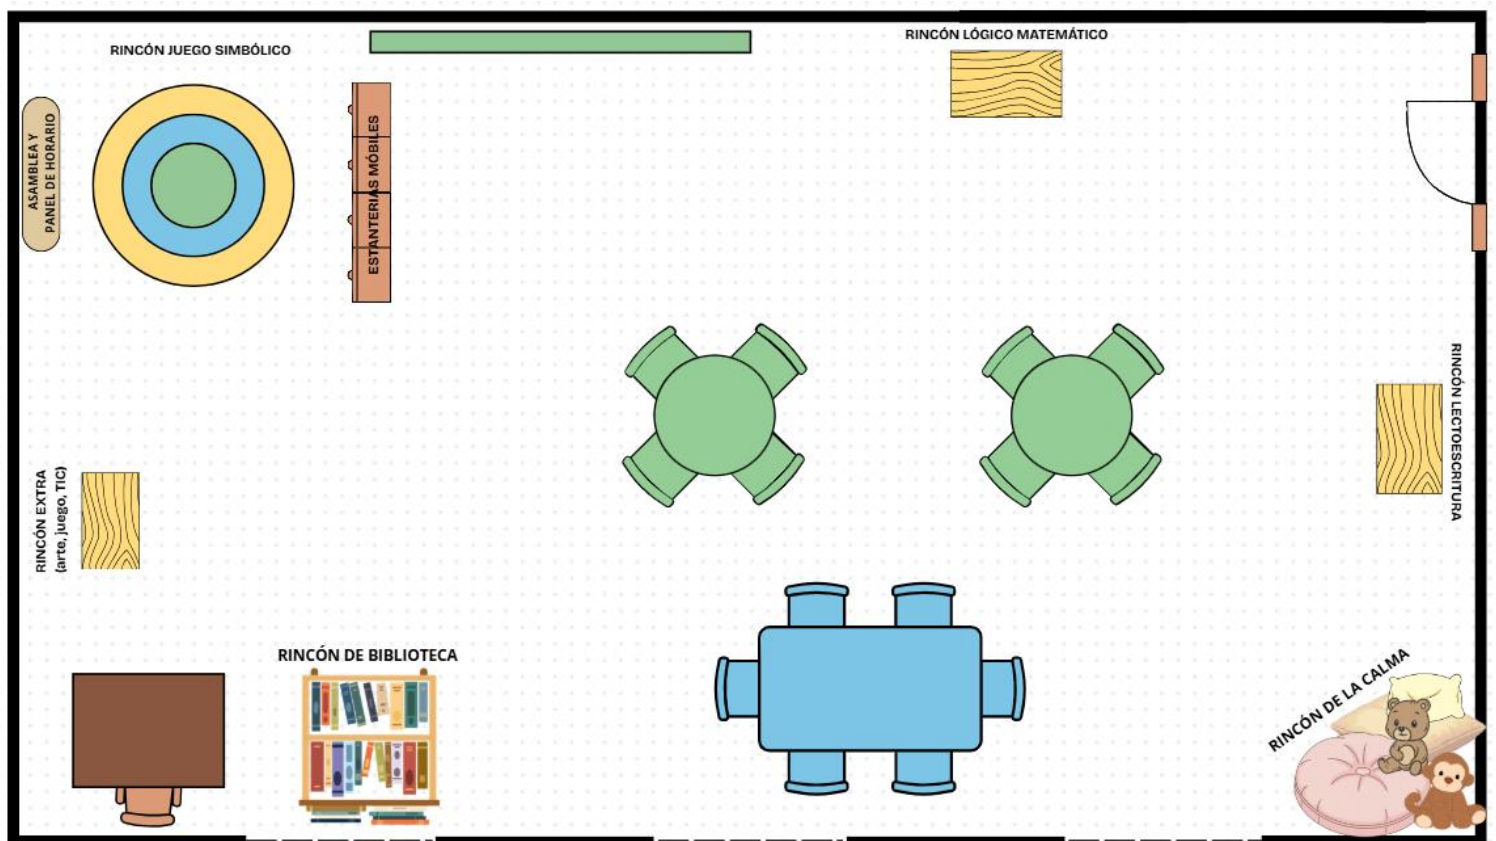 RINCÓN JUEGO SIMBÓLICO
RINCÓN LÓGICO MATEMÁTICO
ASAMBLEA Y
PANEL DE HORARIO
ESTANTERIAS MÓBILES
RINCÓN LECTOESCRITURA
RINCÓN EXTRA
(arte, juego, TIC)
RINCÓN DE BIBLIOTECA
RINCÓN DE LA CALMA